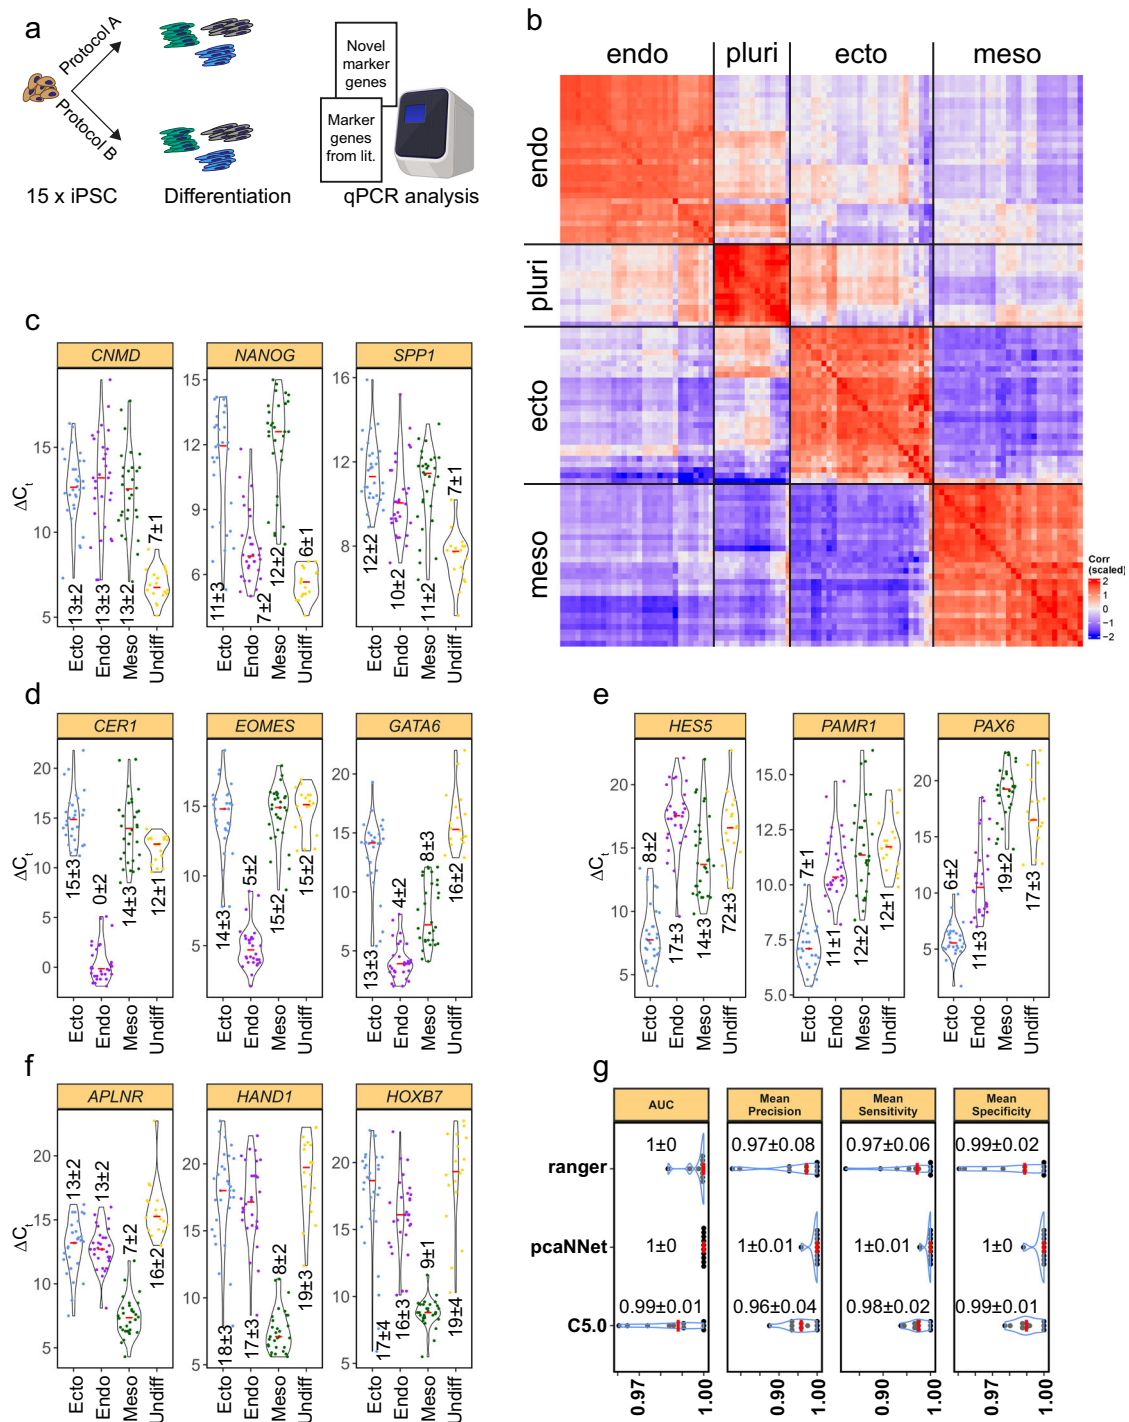 a
Protocol A
Protocol B
15 x iPSC
Differentiation
Novel
marker
genes
Marker
genes
from lit.
qPCR analysis
b
endo
pluri
ecto
meso
endo
pluri
ecto
meso
Corr
(scaled)
2
1
0
−1
−2
c
CNMD
NANOG
SPP1
ΔCt
15
10
5
15
12
9
6
16
12
8
13±2
13±3
13±2
7±1
11±3
7±2
12±2
6±1
12±2
10±2
11±2
7±1
Ecto
Endo
Meso
Undiff
Ecto
Endo
Meso
Undiff
Ecto
Endo
Meso
Undiff
d
CER1
EOMES
GATA6
ΔCt
20
15
10
5
0
15
10
5
20
15
10
5
15±3
0±2
14±3
12±1
14±3
5±2
15±2
15±2
13±3
4±2
8±3
16±2
Ecto
Endo
Meso
Undiff
Ecto
Endo
Meso
Undiff
Ecto
Endo
Meso
Undiff
e
HES5
PAMR1
PAX6
ΔCt
20
15
10
5
15.0
12.5
10.0
7.5
5.0
20
15
10
5
8±2
17±3
14±3
72±3
7±1
11±1
12±2
12±1
6±2
11±3
19±2
17±3
Ecto
Endo
Meso
Undiff
Ecto
Endo
Meso
Undiff
Ecto
Endo
Meso
Undiff
f
APLNR
HAND1
HOXB7
ΔCt
20
15
10
5
20
15
10
20
15
10
5
13±2
13±2
7±2
16±2
18±3
17±3
8±2
19±3
17±4
16±3
9±1
19±4
Ecto
Endo
Meso
Undiff
Ecto
Endo
Meso
Undiff
Ecto
Endo
Meso
Undiff
g
AUC
Mean
Precision
Mean
Sensitivity
Mean
Specificity
ranger
1±0
0.97±0.08
0.97±0.06
0.99±0.02
pcaNNet
1±0
1±0.01
1±0.01
1±0
C5.0
0.99±0.01
0.96±0.04
0.98±0.02
0.99±0.01
0.97
1.00
0.90
1.00
0.90
1.00
0.97
1.00